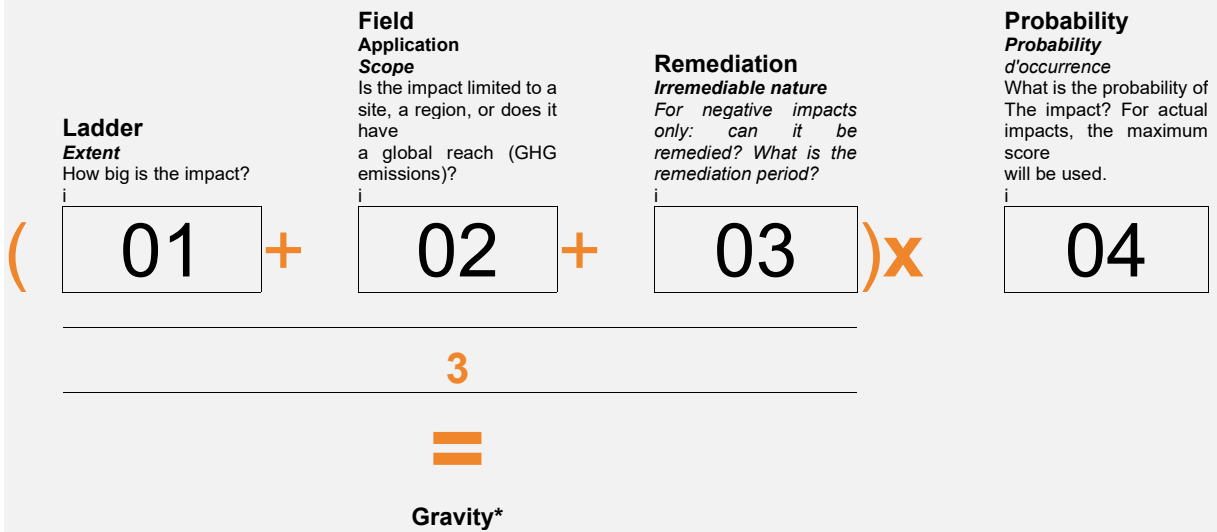 Ladder
Extent
How big is the impact?
i
Field
Application
Scope
Is the impact limited to a
site, a region, or does it
have
a global reach (GHG
emissions)?
i
Remediation
Irremediable nature
For negative impacts
only: can it be
remedied? What is the
remediation period?
i
Probability
Probability
d'occurrence
What is the probability of
The impact? For actual
impacts, the maximum
score
will be used.
i
( 01 + 02 + 03 ) x 04
3
=
Gravity*